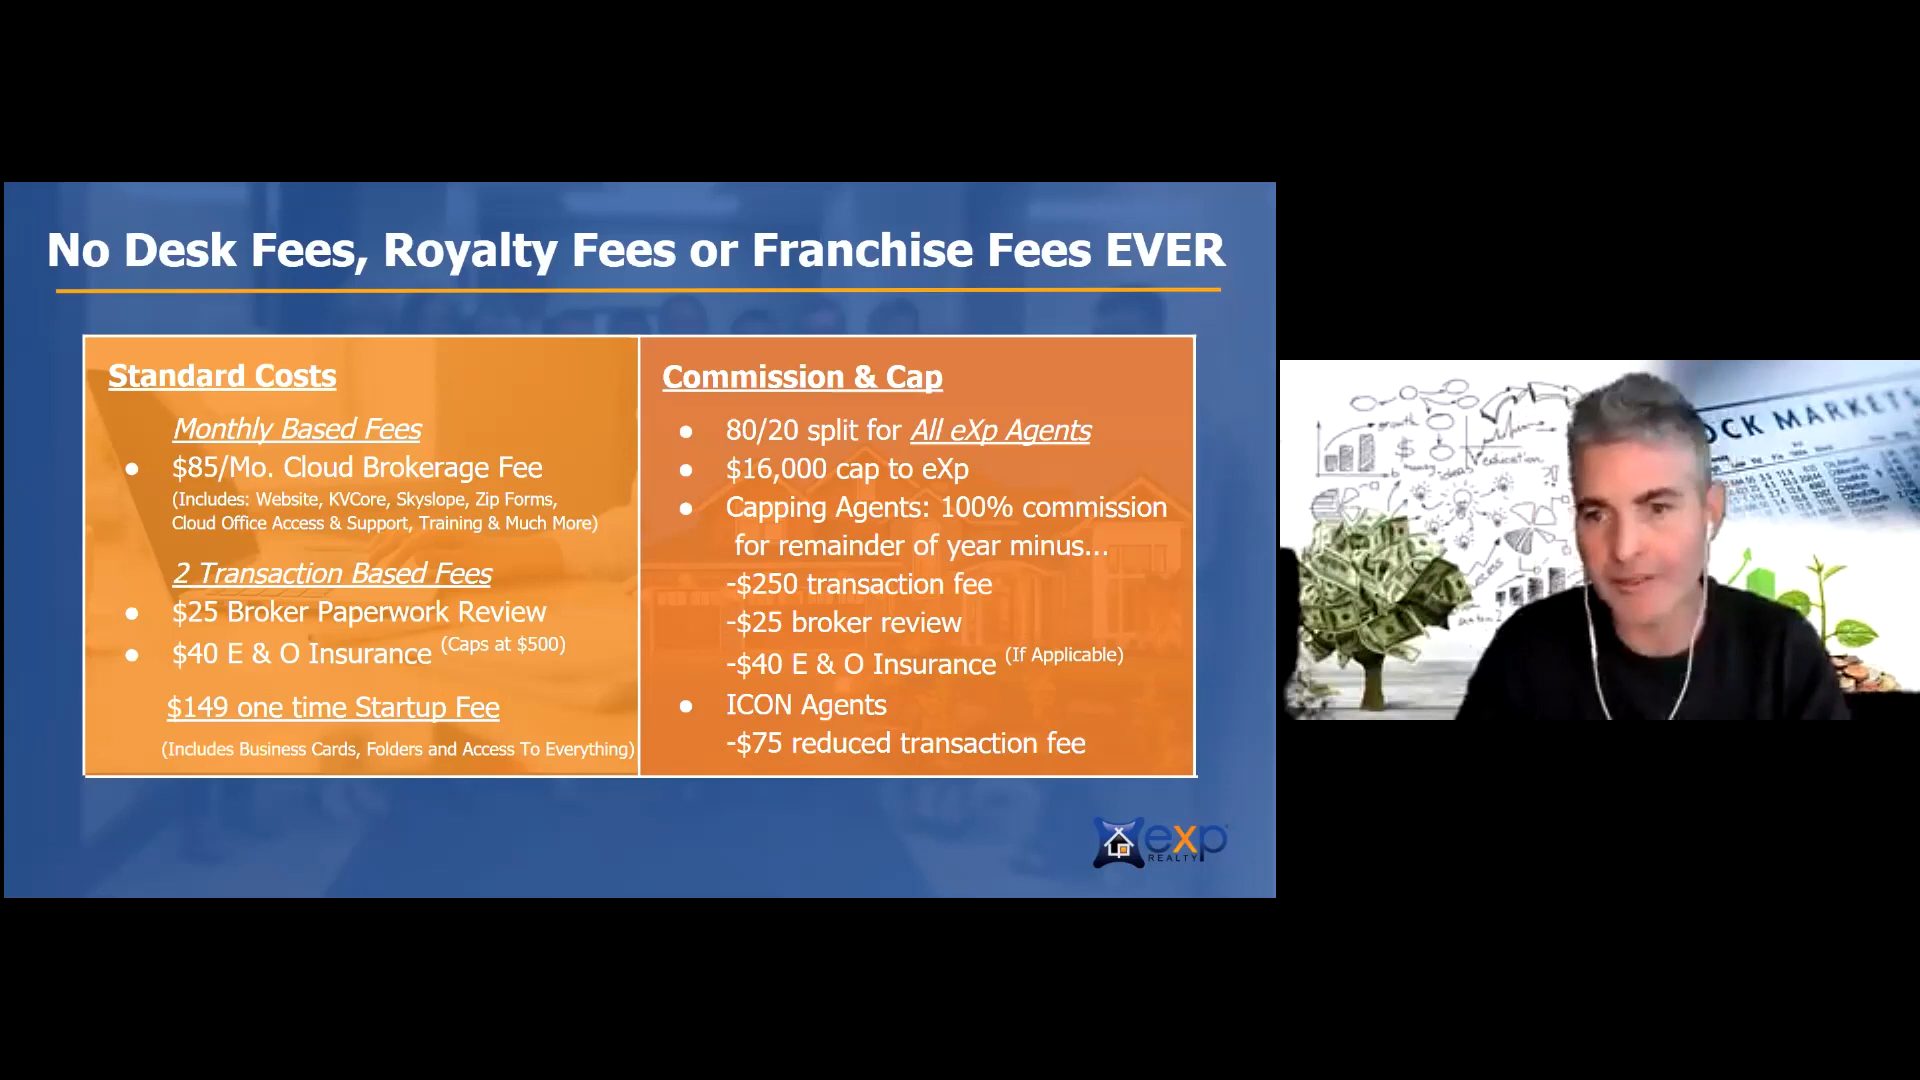 No Desk Fees, Royalty Fees or Franchise Fees EVER
Standard Costs
Monthly Based Fees
● $85/Mo. Cloud Brokerage Fee
(Includes: Website, KVCore, Skyslope, Zip Forms,
Cloud Office Access & Support, Training & Much More)
2 Transaction Based Fees
● $25 Broker Paperwork Review
● $40 E & O Insurance (Caps at $500)
$149 one time Startup Fee
(Includes Business Cards, Folders and Access To Everything)
Commission & Cap
● 80/20 split for All eXp Agents
● $16,000 cap to eXp
● Capping Agents: 100% commission
for remainder of year minus...
-$250 transaction fee
-$25 broker review
-$40 E & O Insurance (If Applicable)
● ICON Agents
-$75 reduced transaction fee
exp
REALTY
OCK MARKETS
growth
education